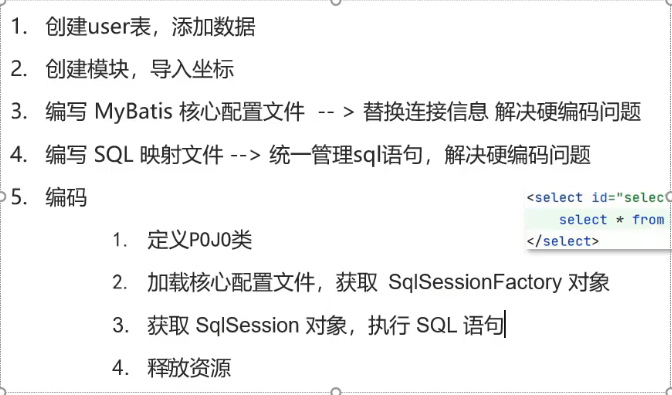 1. 创建user表，添加数据
2. 创建模块，导入坐标
3. 编写 MyBatis 核心配置文件 -- > 替换连接信息 解决硬编码问题
4. 编写 SQL 映射文件 --> 统一管理sql语句，解决硬编码问题
5. 编码
<select id="selec
select * from
</select>
1. 定义POJO类
2. 加载核心配置文件，获取 SqlSessionFactory 对象
3. 获取 SqlSession 对象，执行 SQL 语句
4. 释放资源